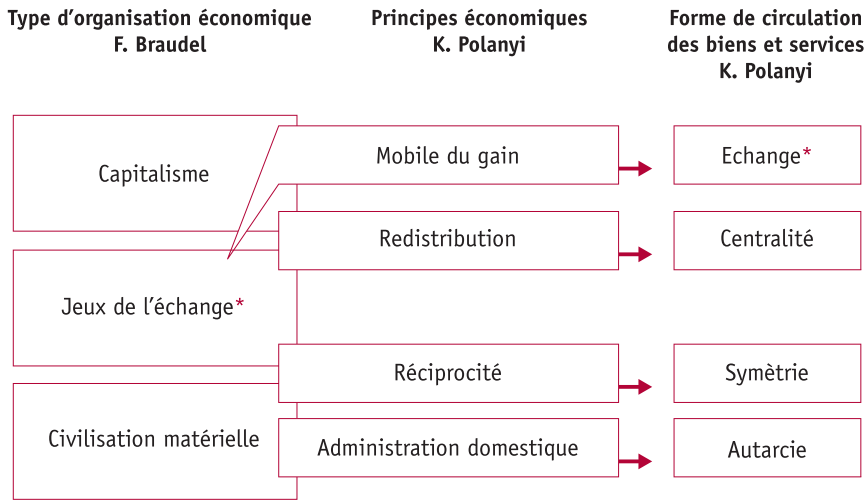 Type d’organisation économique
F. Braudel
Principes économiques
K. Polanyi
Forme de circulation
des biens et services
K. Polanyi
Capitalisme
Mobile du gain
Echange*
Redistribution
Centralité
Jeux de l’échange*
Réciprocité
Symètrie
Civilisation matérielle
Administration domestique
Autarcie